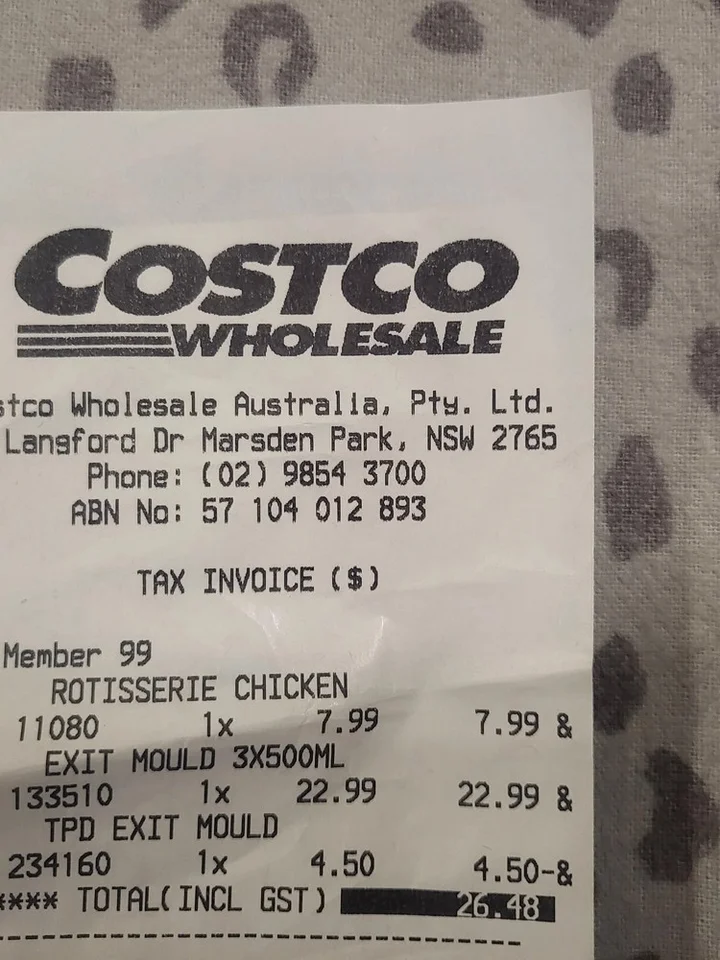 COSTCO
WHOLESALE
Wholesale Australia, Pty. Ltd.
Langford Dr Marsden Park, NSW 2765
Phone: (02) 9854 3700
ABN No: 57 104 012 893
TAX INVOICE ($)
Member 99
ROTISSERIE CHICKEN
11080 1x 7.99 7.99 &
EXIT MOULD 3X500ML
133510 1x 22.99 22.99 &
TPD EXIT MOULD
234160 1x 4.50 4.50-&
**** TOTAL(INCL GST) 26.48